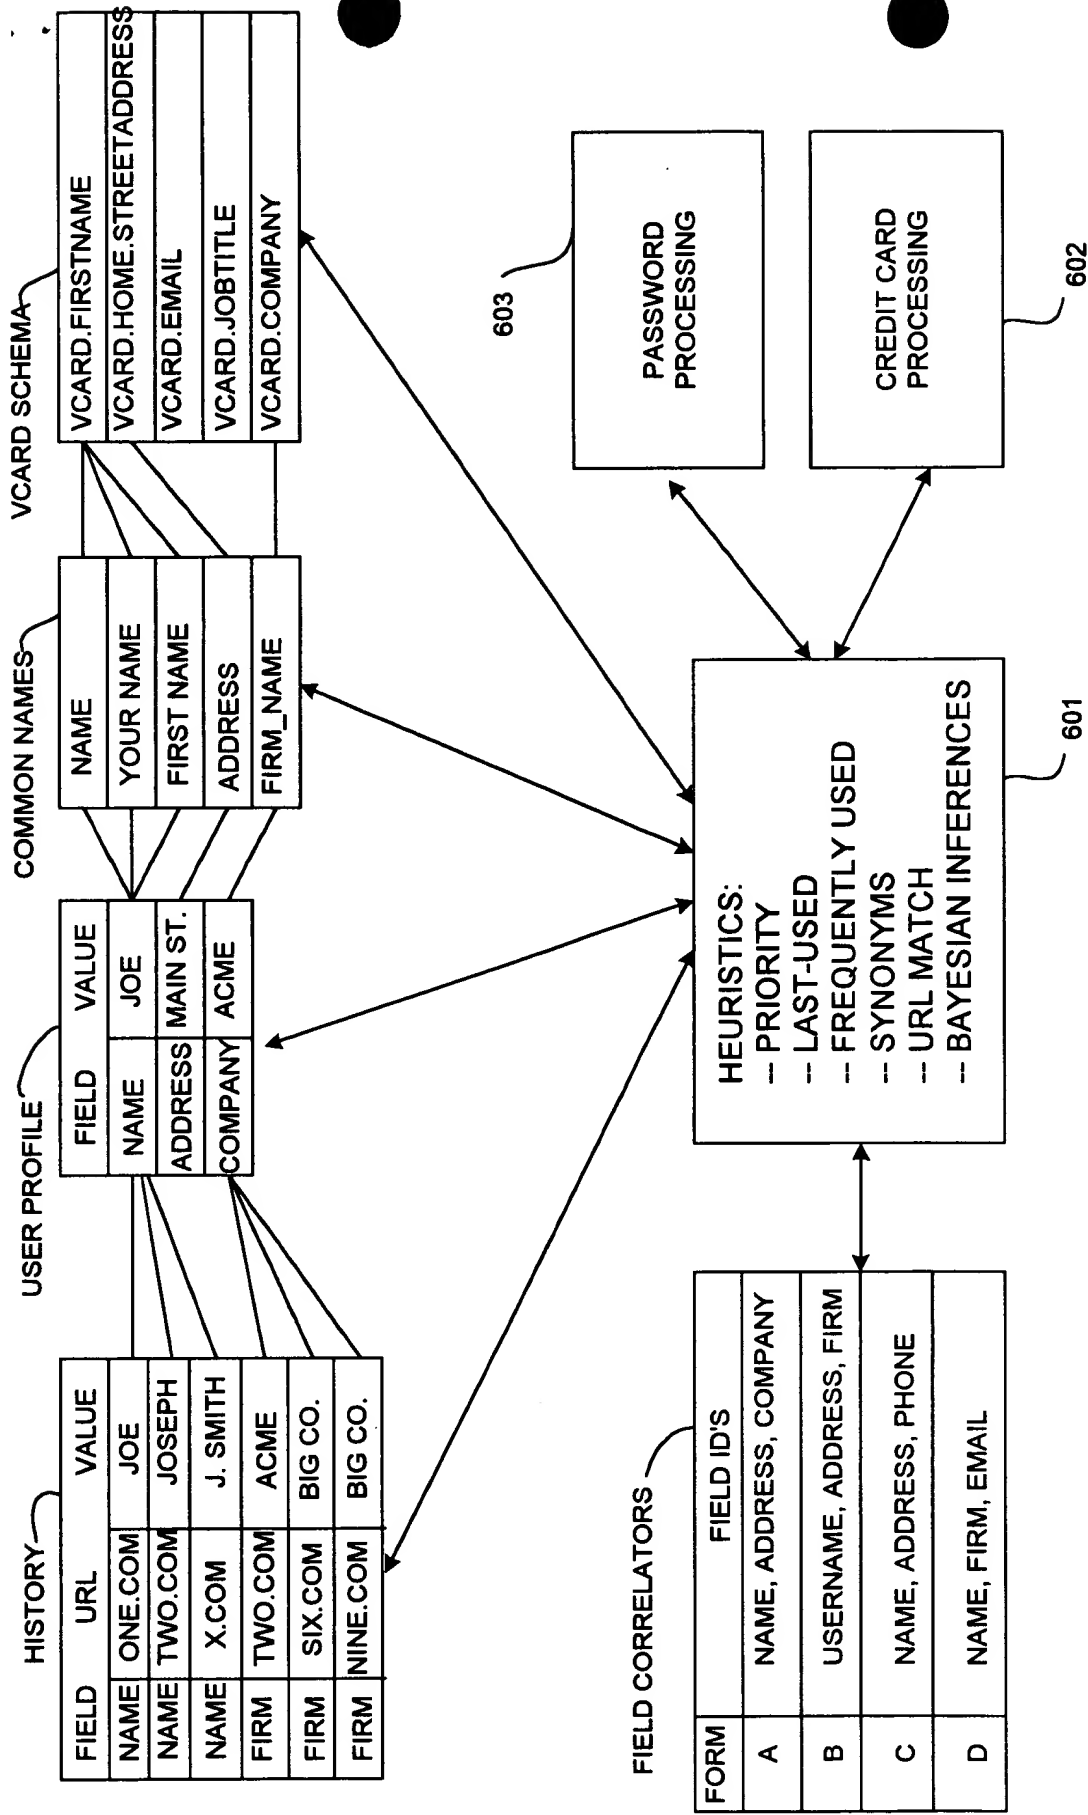 HISTORY
FIELD URL VALUE
NAME ONE.COM JOE
NAME TWO.COM JOSEPH
NAME X.COM J. SMITH
FIRM TWO.COM ACME
FIRM SIX.COM BIG CO.
FIRM NINE.COM BIG CO.
USER PROFILE
FIELD VALUE
NAME JOE
ADDRESS MAIN ST.
COMPANY ACME
COMMON NAMES
NAME
YOUR NAME
FIRST NAME
ADDRESS
FIRM_NAME
VCARD SCHEMA
VCARD.FIRSTNAME
VCARD.HOME.STREETADDRESS
VCARD.EMAIL
VCARD.JOBTITLE
VCARD.COMPANY
FIELD CORRELATORS
FORM FIELD ID'S
A NAME, ADDRESS, COMPANY
B USERNAME, ADDRESS, FIRM
C NAME, ADDRESS, PHONE
D NAME, FIRM, EMAIL
HEURISTICS:
-- PRIORITY
-- LAST-USED
-- FREQUENTLY USED
-- SYNONYMS
-- URL MATCH
-- BAYESIAN INFERENCES
601
603
PASSWORD
PROCESSING
CREDIT CARD
PROCESSING
602